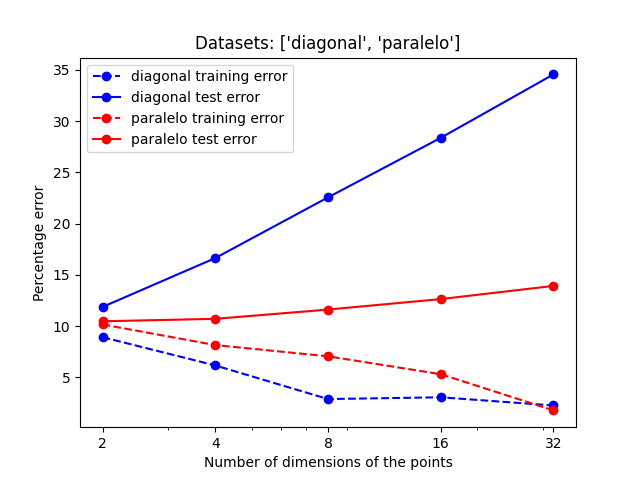 Datasets: ['diagonal', 'paralelo']
diagonal training error
diagonal test error
paralelo training error
paralelo test error
Percentage error
35
30
25
20
15
10
5
2 4 8 16 32
Number of dimensions of the points